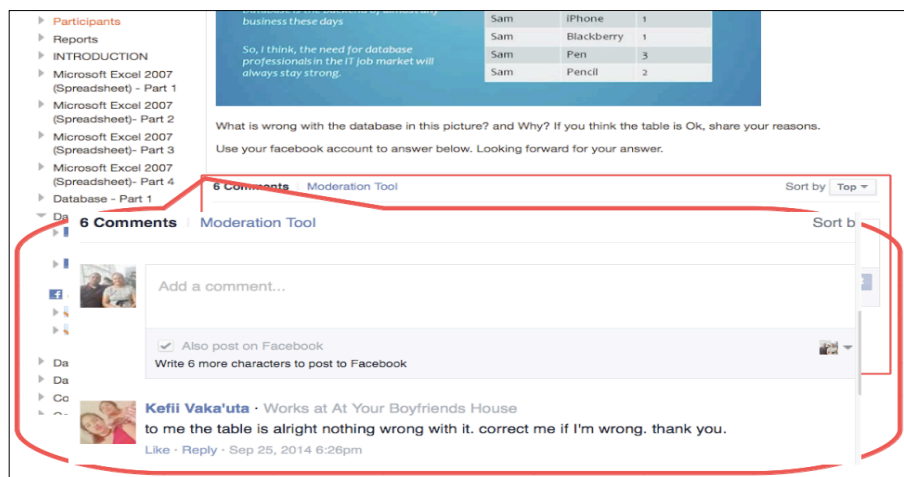 Participants
Reports
INTRODUCTION
Microsoft Excel 2007
(Spreadsheet) - Part 1
Microsoft Excel 2007
(Spreadsheet)- Part 2
Microsoft Excel 2007
(Spreadsheet)- Part 3
Microsoft Excel 2007
(Spreadsheet)- Part 4
Database - Part 1
Da
Da
Da
Co
business these days
So, i think, the need for database
professionals in the IT job market will
always stay strong.
Sam iPhone 1
Sam Blackberry 1
Sam Pen 3
Sam Pencil 2
What is wrong with the database in this picture? and Why? If you think the table is Ok, share your reasons.
Use your facebook account to answer below. Looking forward for your answer.
6 Comments Moderation Tool Sort by Top
6 Comments Moderation Tool Sort b
Add a comment...
Also post on Facebook
Write 6 more characters to post to Facebook
Kefii Vaka'uta · Works at At Your Boyfriends House
to me the table is alright nothing wrong with it. correct me if I'm wrong. thank you.
Like · Reply · Sep 25, 2014 6:26pm